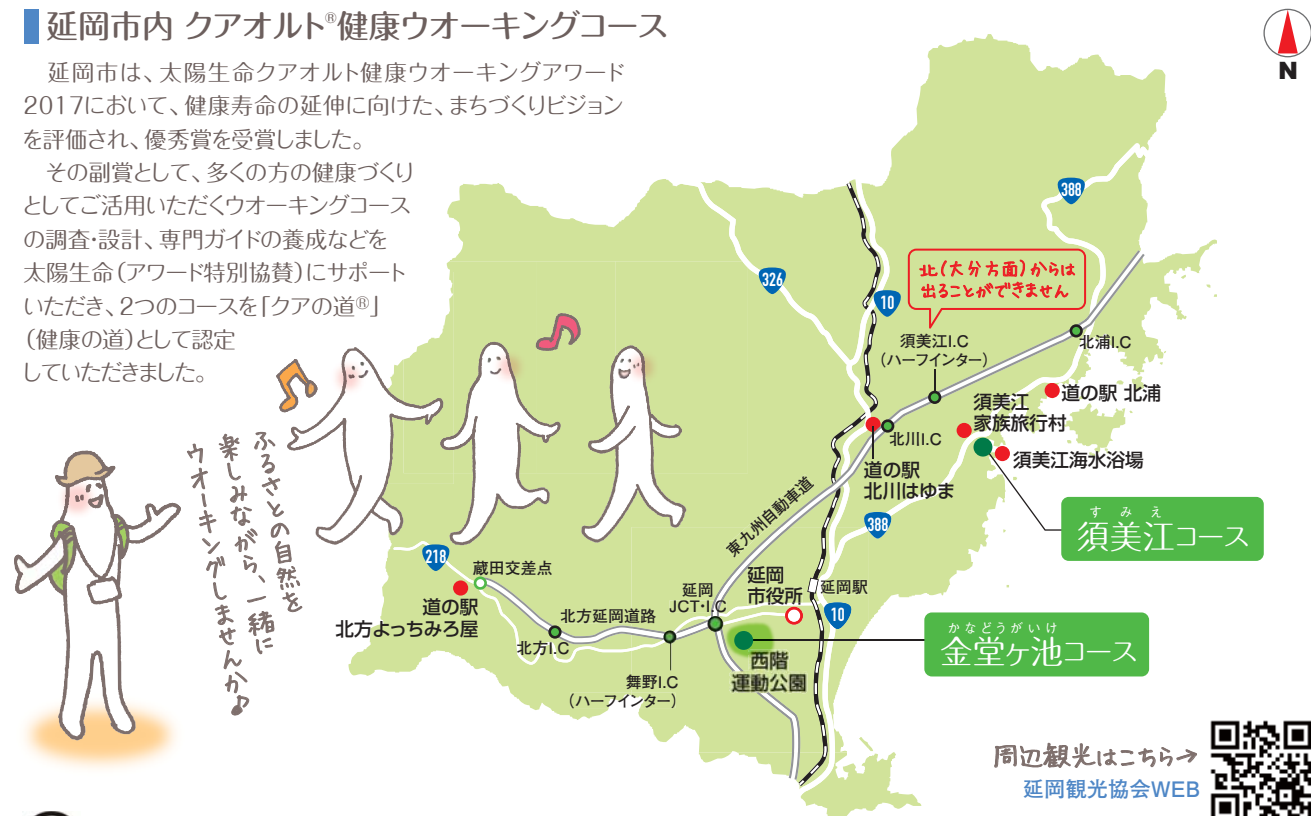 延岡市内 クアオルト®健康ウオーキングコース
延岡市は、太陽生命クアオルト健康ウオーキングアワード
2017において、健康寿命の延伸に向けた、まちづくりビジョン
を評価され、優秀賞を受賞しました。
その副賞として、多くの方の健康づくり
としてご活用いただくウオーキングコース
の調査・設計、専門ガイドの養成などを
太陽生命(アワード特別協賛)にサポート
いただき、2つのコースを「クアの道®」
(健康の道)として認定
していただきました。
N
388
326
10
北(大分方面)からは
出ることができません
須美江I.C
(ハーフインター)
北浦I.C
道の駅 北浦
須美江
家族旅行村
北川I.C
須美江海水浴場
道の駅
北川はゆま
すみえ
須美江コース
388
東九州自動車道
ふるさとの自然を
楽しみながら、一緒に
ウオーキングしませんか♪
218
蔵田交差点
道の駅
北方よっちみろ屋
北方延岡道路
北方I.C
舞野I.C
(ハーフインター)
延岡
JCT・I.C
延岡
市役所
延岡駅
10
西階
運動公園
かなどうがいけ
金堂ヶ池コース
周辺観光はこちら→
延岡観光協会WEB